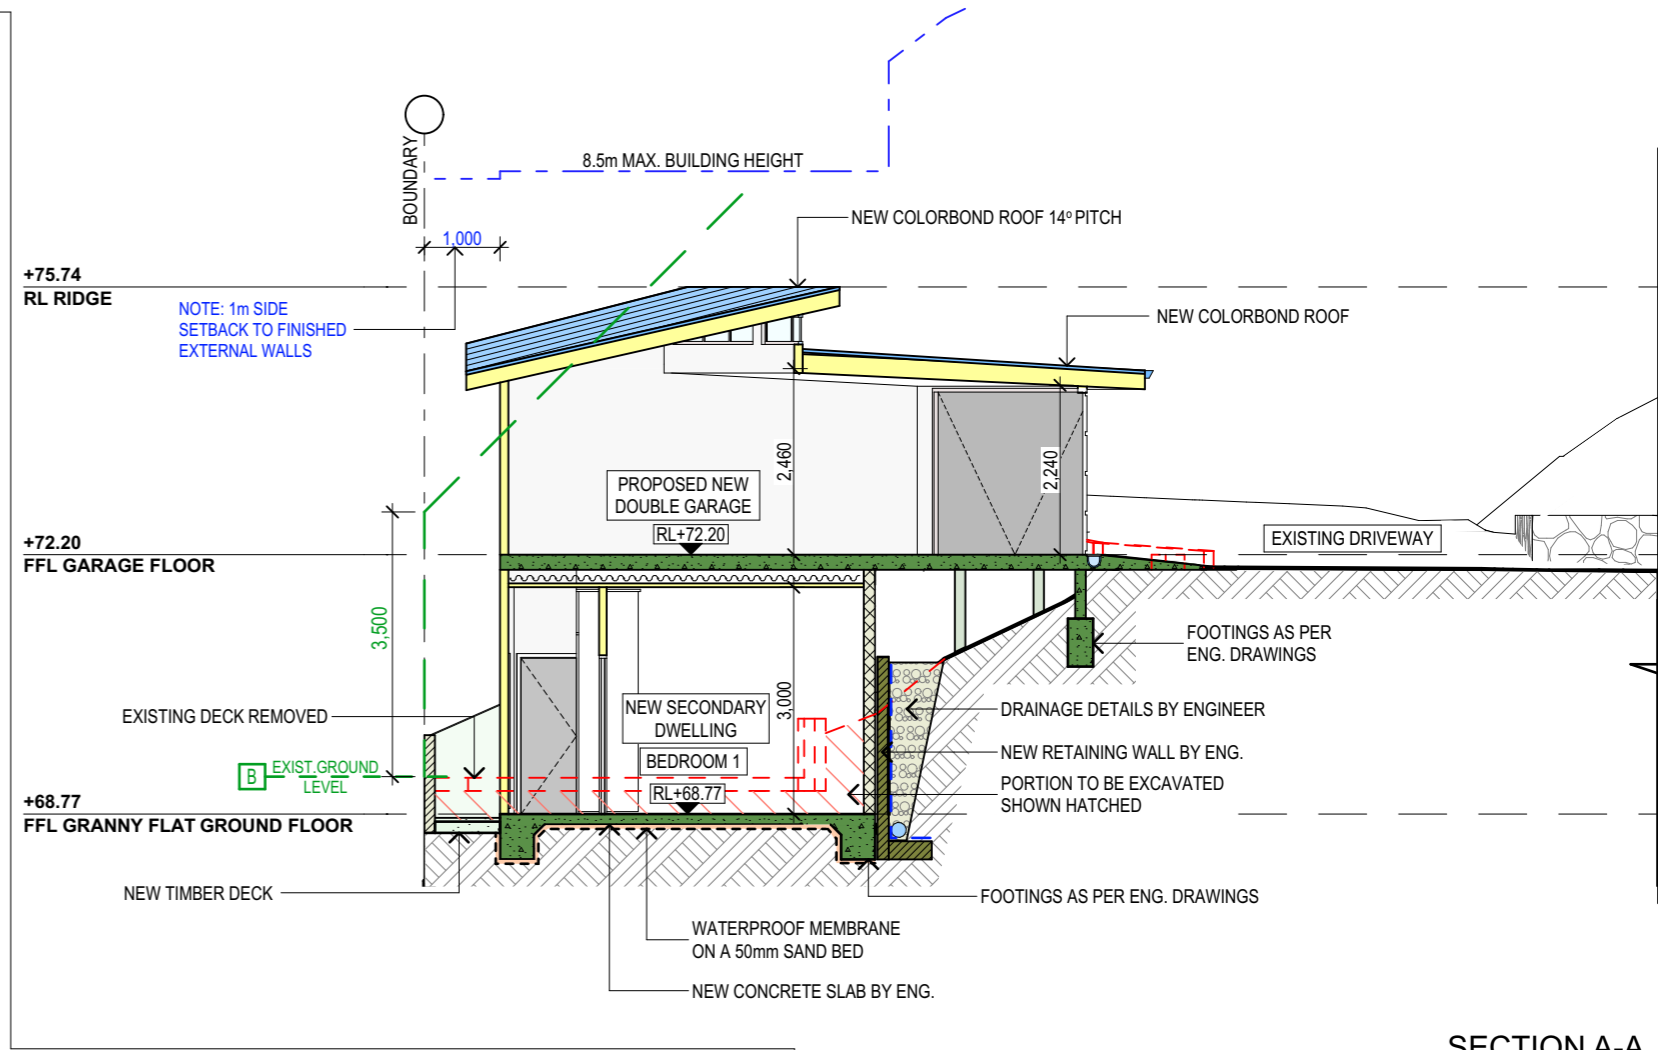 BOUNDARY
8.5m MAX. BUILDING HEIGHT
NEW COLORBOND ROOF 14º PITCH
1,000
+75.74
RL RIDGE
NOTE: 1m SIDE
SETBACK TO FINISHED
EXTERNAL WALLS
NEW COLORBOND ROOF
2,460
2,240
PROPOSED NEW
DOUBLE GARAGE
RL+72.20
+72.20
FFL GARAGE FLOOR
EXISTING DRIVEWAY
3,500
FOOTINGS AS PER
ENG. DRAWINGS
3,000
NEW SECONDARY
DWELLING
BEDROOM 1
RL+68.77
EXISTING DECK REMOVED
DRAINAGE DETAILS BY ENGINEER
NEW RETAINING WALL BY ENG.
B
EXIST.GROUND
LEVEL
PORTION TO BE EXCAVATED
SHOWN HATCHED
+68.77
FFL GRANNY FLAT GROUND FLOOR
NEW TIMBER DECK
FOOTINGS AS PER ENG. DRAWINGS
WATERPROOF MEMBRANE
ON A 50mm SAND BED
NEW CONCRETE SLAB BY ENG.
SECTION A-A